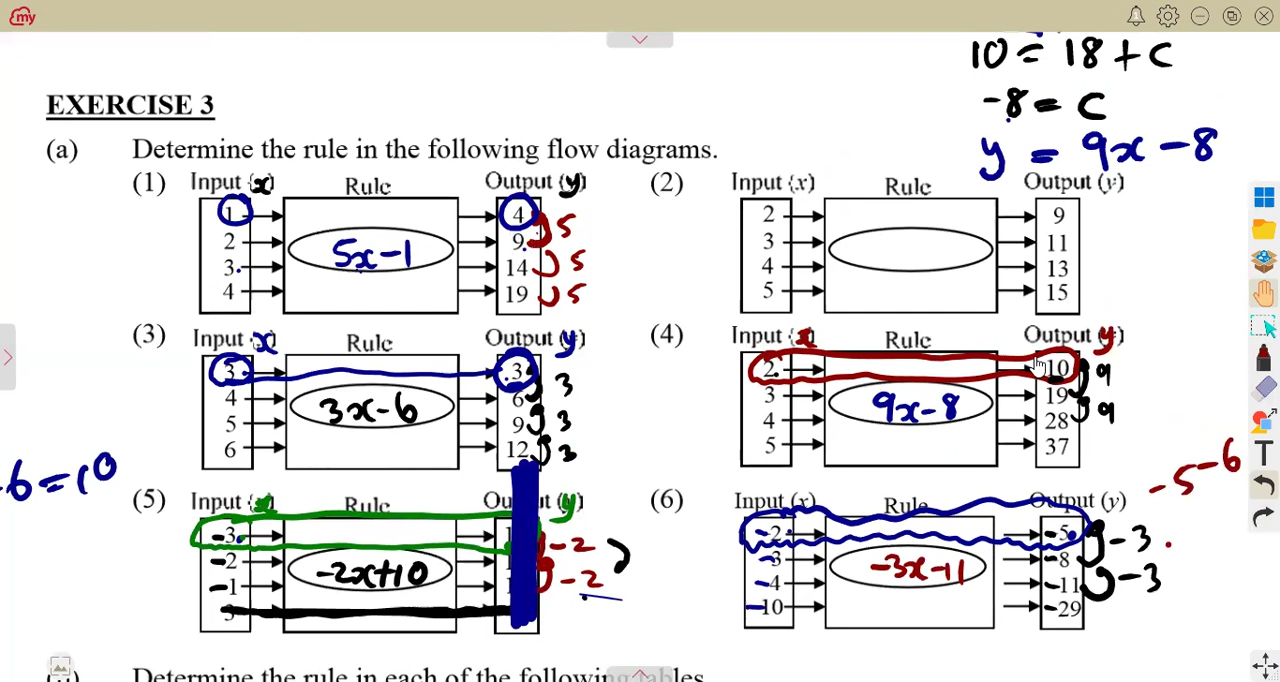 my
10 = 18 + C
-8 = C
y = 9x - 8
EXERCISE 3
(a) Determine the rule in the following flow diagrams.
(1) Input (x) Rule Output (y)
1 4
2 9
3 14
4 19
5x-1
5
5
5
(2) Input (x) Rule Output (y)
2 9
3 11
4 13
5 15
(3) Input x Rule Output y
3 3
4 6
5 9
6 12
3x-6
3
3
3
(4) Input (x Rule Output (y
2 10
3 19
4 28
5 37
9x-8
9
9
-6=10
(5) Input (x) Rule y
-3
-2
-1
-2x+10
-2
-2
(6) Input (x) Rule Output (y)
-2 -5
-3 -8
-4 -11
-10 -29
-3x-11
-3
-3
-5-6
Determine the rule in each of the following tables.
T